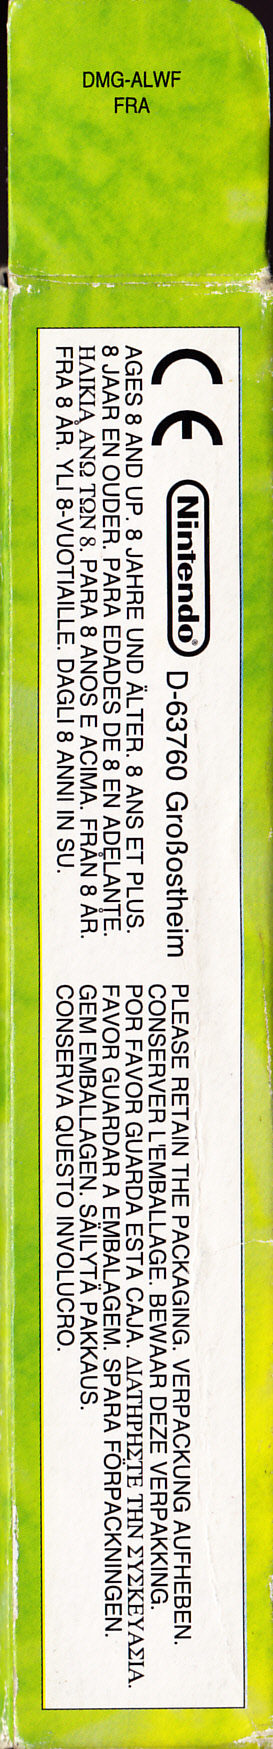 DMG-ALWF
FRA
CE Nintendo® D-63760 Großostheim
AGES 8 AND UP. 8 JAHRE UND ÄLTER. 8 ANS ET PLUS.
8 JAAR EN OUDER. PARA EDADES DE 8 EN ADELANTE.
ΗΛΙΚΙΑ ΑΝΩ ΤΩΝ 8. PARA 8 ANOS E ACIMA. FRÅN 8 ÅR.
FRA 8 ÅR. YLI 8-VUOTIAILLE. DAGLI 8 ANNI IN SU.
PLEASE RETAIN THE PACKAGING. VERPACKUNG AUFHEBEN.
CONSERVER L'EMBALLAGE. BEWAAR DEZE VERPAKKING.
POR FAVOR GUARDA ESTA CAJA. ΔΙΑΤΗΡΗΣΤΕ ΤΗΝ ΣΥΣΚΕΥΑΣΙΑ.
FAVOR GUARDAR A EMBALAGEM. SPARA FÖRPACKNINGEN.
GEM EMBALLAGEN. SÄILYTÄ PAKKAUS.
CONSERVA QUESTO INVOLUCRO.